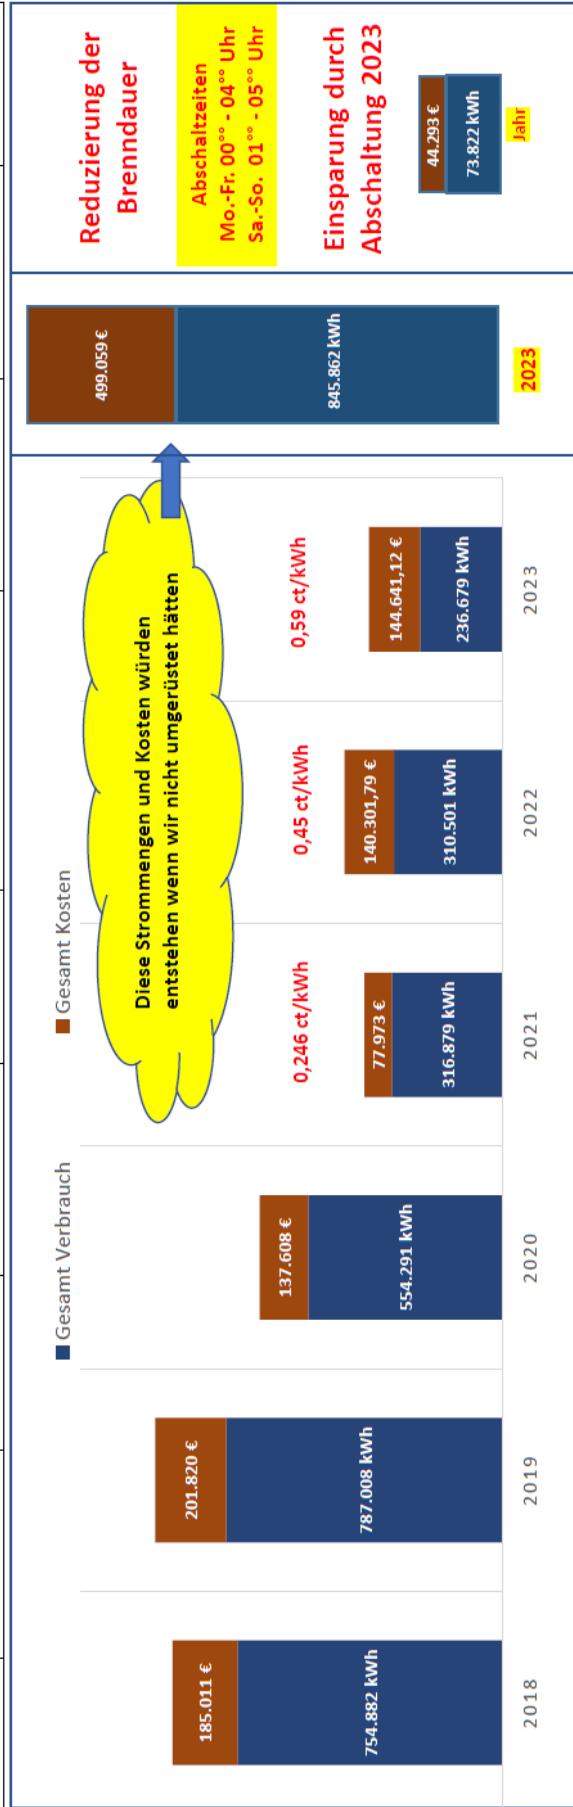 Gesamt Verbrauch
Gesamt Kosten
185.011 €
754.882 kWh
2018
201.820 €
787.008 kWh
2019
137.608 €
554.291 kWh
2020
0,246 ct/kWh
77.973 €
316.879 kWh
2021
0,45 ct/kWh
140.301,79 €
310.501 kWh
2022
0,59 ct/kWh
144.641,12 €
236.679 kWh
2023
Diese Strommengen und Kosten würden
entstehen wenn wir nicht umgerüstet hätten
499.059 €
845.862 kWh
2023
Reduzierung der
Brenndauer
Abschaltzeiten
Mo.-Fr. 00°° - 04°° Uhr
Sa.-So. 01°° - 05°° Uhr
Einsparung durch
Abschaltung 2023
44.293 €
73.822 kWh
Jahr